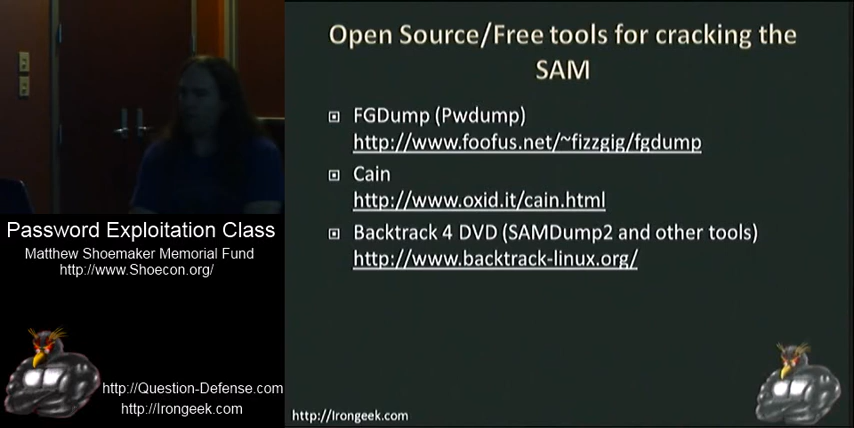 Open Source/Free tools for cracking the
SAM
FGDump (Pwdump)
http://www.foofus.net/~fizzgig/fgdump
Cain
http://www.oxid.it/cain.html
Backtrack 4 DVD (SAMDump2 and other tools)
http://www.backtrack-linux.org/
http://Irongeek.com
Password Exploitation Class
Matthew Shoemaker Memorial Fund
http://www.Shoecon.org/
http://Question-Defense.com
http://Irongeek.com